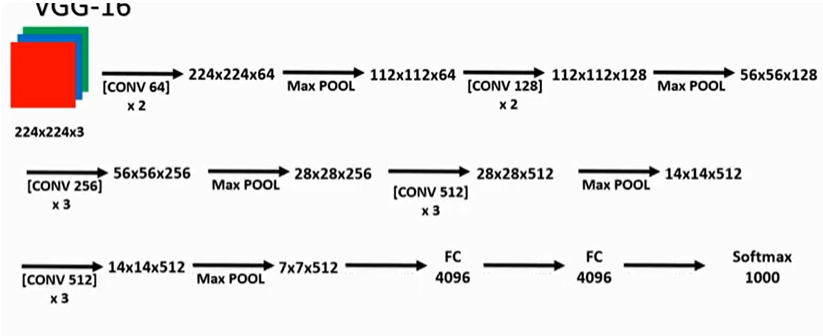 VGG-16
224x224x3
[CONV 64]
x 2
224x224x64
Max POOL
112x112x64
[CONV 128]
x 2
112x112x128
Max POOL
56x56x128
[CONV 256]
x 3
56x56x256
Max POOL
28x28x256
[CONV 512]
x 3
28x28x512
Max POOL
14x14x512
[CONV 512]
x 3
14x14x512
Max POOL
7x7x512
FC
4096
FC
4096
Softmax
1000